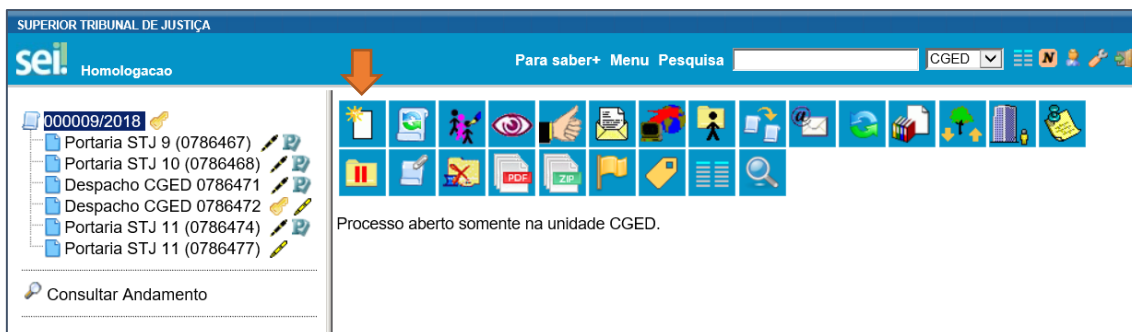 SUPERIOR TRIBUNAL DE JUSTIÇA
sei! Homologacao
Para saber+ Menu Pesquisa CGED
N
000009/2018
Portaria STJ 9 (0786467)
Portaria STJ 10 (0786468)
Despacho CGED 0786471
Despacho CGED 0786472
Portaria STJ 11 (0786474)
Portaria STJ 11 (0786477)
Consultar Andamento
PDF
ZIP
Processo aberto somente na unidade CGED.